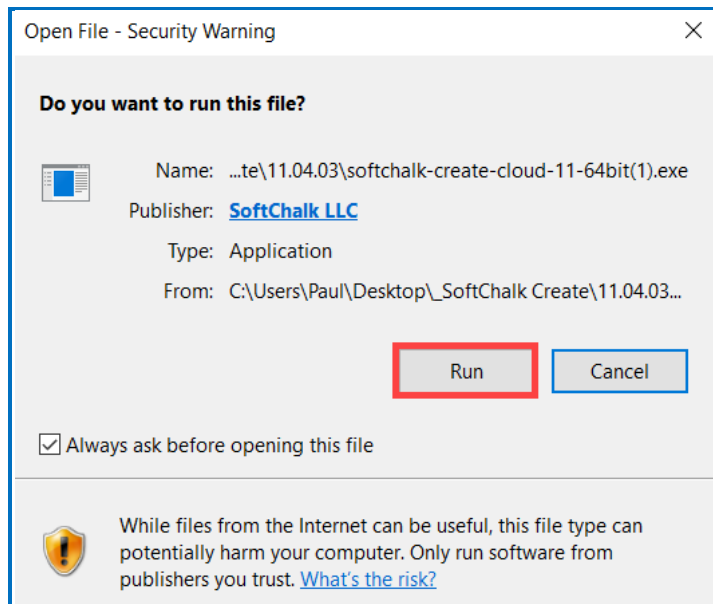 Open File - Security Warning
Do you want to run this file?
Name: ...te\11.04.03\softchalk-create-cloud-11-64bit(1).exe
Publisher: SoftChalk LLC
Type: Application
From: C:\Users\Paul\Desktop\_SoftChalk Create\11.04.03...
Run Cancel
Always ask before opening this file
While files from the Internet can be useful, this file type can
potentially harm your computer. Only run software from
publishers you trust. What's the risk?